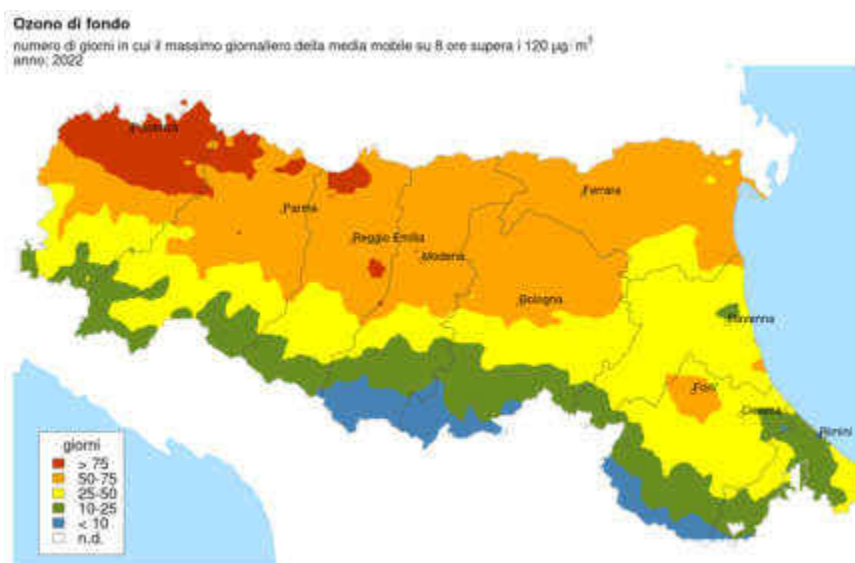 Ozono di fondo
numero di giorni in cui il massimo giornaliero della media mobile su 8 ore supera i 120 µg/m³
anno: 2022
Piacenza
Parma
Ferrara
Reggio Emilia
Modena
Bologna
Ravenna
Forlì
Cesena
Rimini
giorni
> 75
50-75
25-50
10-25
< 10
n.d.